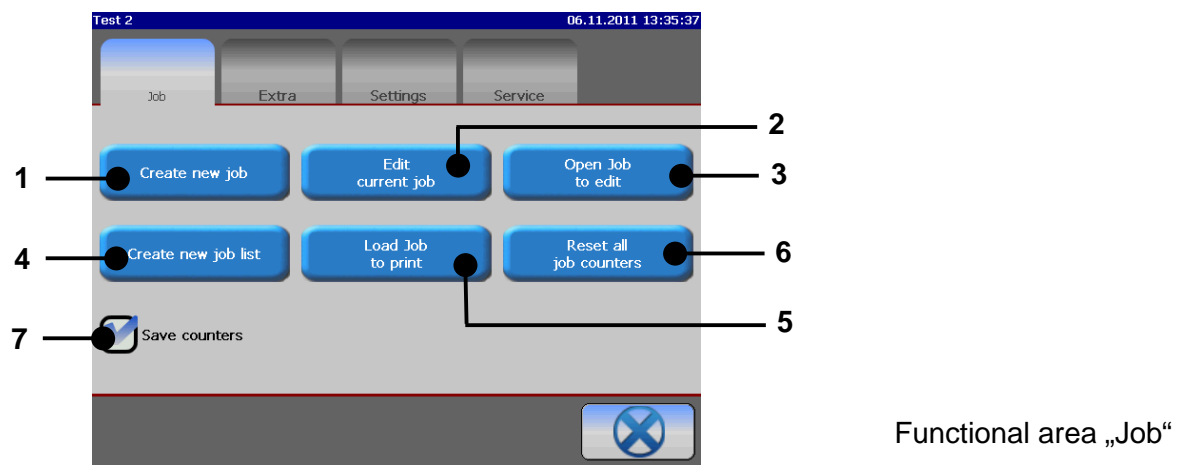 Test 2 06.11.2011 13:35:37
Job Extra Settings Service
2
1 Create new job
Edit
current job
Open Job
to edit
3
4 Create new job list
Load Job
to print
Reset all
job counters
6
5
7 Save counters
Functional area „Job“